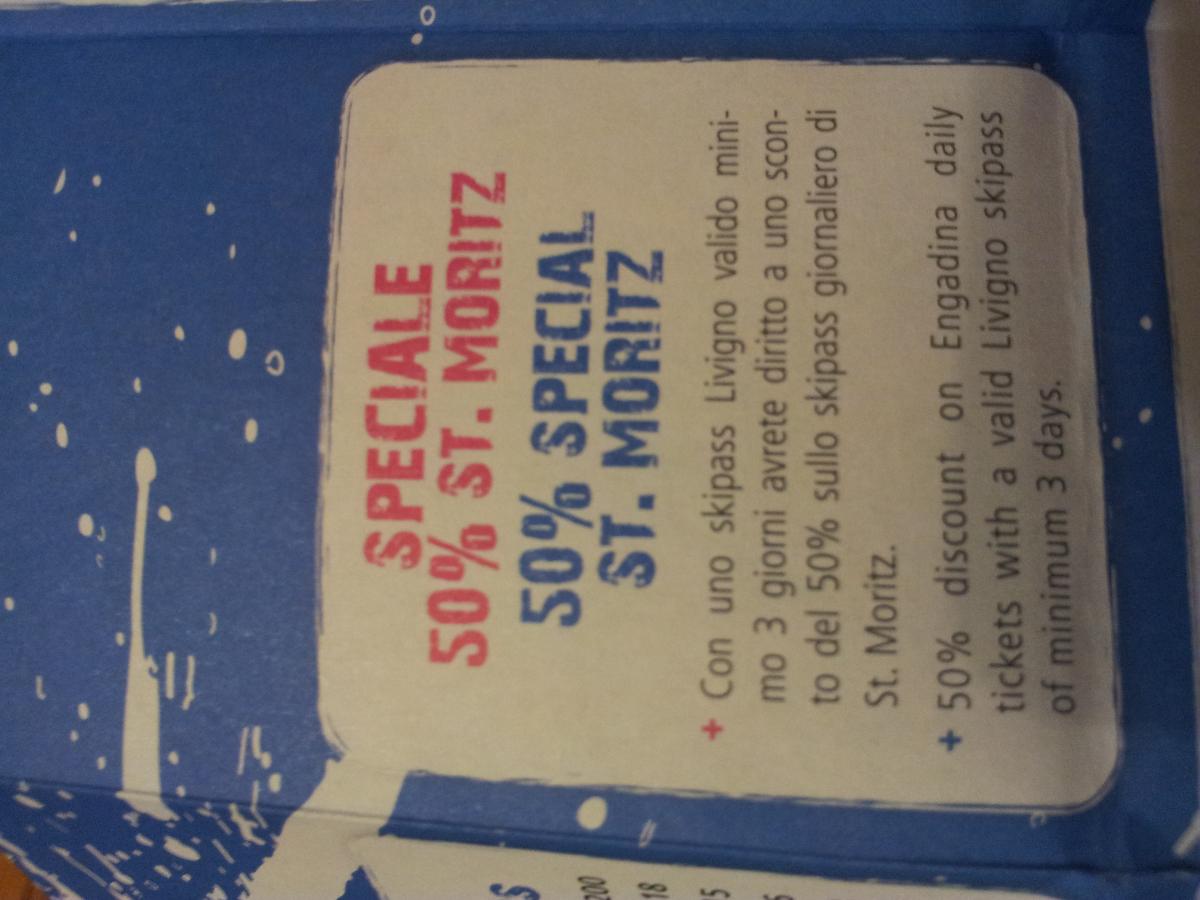 SPECIALE
50% ST. MORITZ
50% SPECIAL
ST. MORITZ
+ Con uno skipass Livigno valido mini-
mo 3 giorni avrete diritto a uno scon-
to del 50% sullo skipass giornaliero di
St. Moritz.
+ 50% discount on Engadina daily
tickets with a valid Livigno skipass
of minimum 3 days.